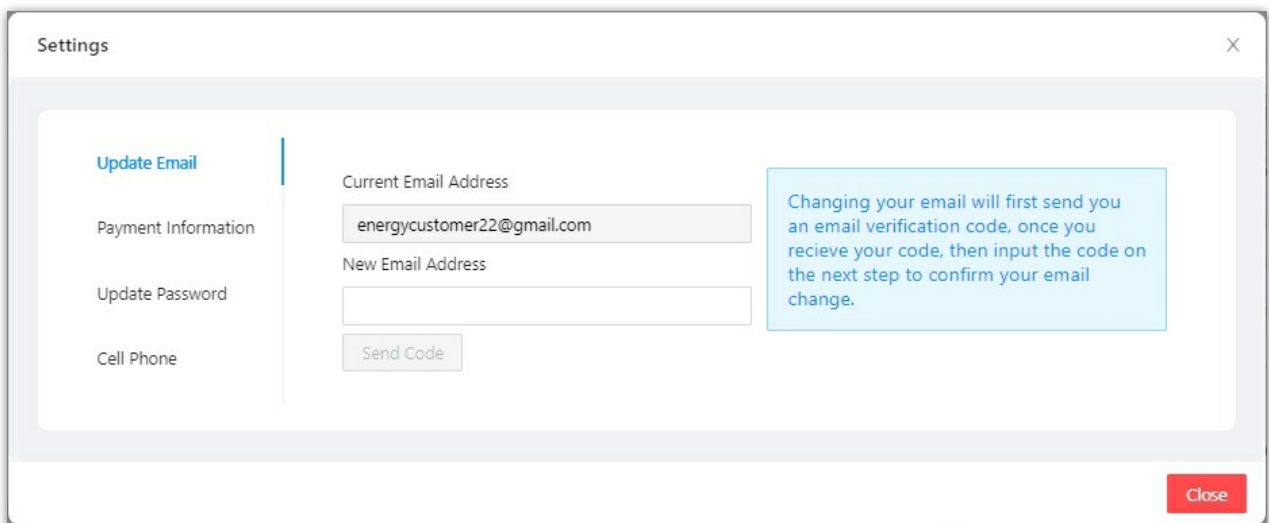 Settings
X
Update Email
Payment Information
Update Password
Cell Phone
Current Email Address
energycustomer22@gmail.com
New Email Address
Send Code
Changing your email will first send you
an email verification code, once you
recieve your code, then input the code on
the next step to confirm your email
change.
Close